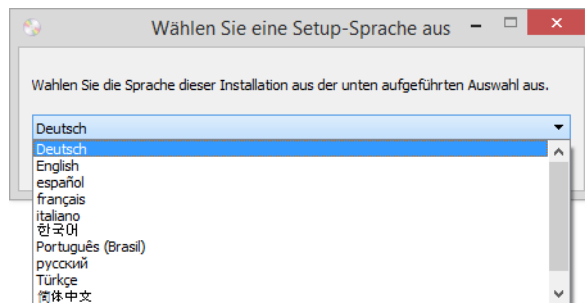 Wählen Sie eine Setup-Sprache aus
Wahlen Sie die Sprache dieser Installation aus der unten aufgeführten Auswahl aus.
Deutsch
Deutsch
English
español
français
italiano
한국어
Português (Brasil)
русский
Türkçe
简体中文